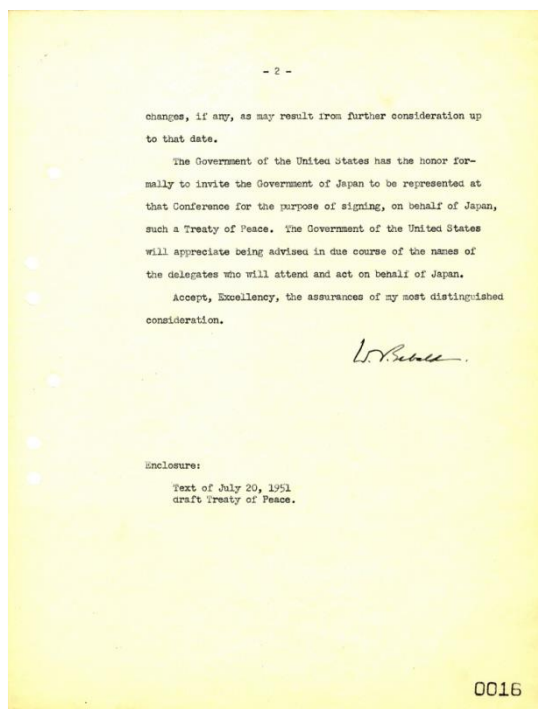 - 2 -
changes, if any, as may result from further consideration up
to that date.
The Government of the United States has the honor for-
mally to invite the Government of Japan to be represented at
that Conference for the purpose of signing, on behalf of Japan,
such a Treaty of Peace. The Government of the United States
will appreciate being advised in due course of the names of
the delegates who will attend and act on behalf of Japan.
Accept, Excellency, the assurances of my most distinguished
consideration.
W. Sebald.
Enclosure:
Text of July 20, 1951
draft Treaty of Peace.
0016